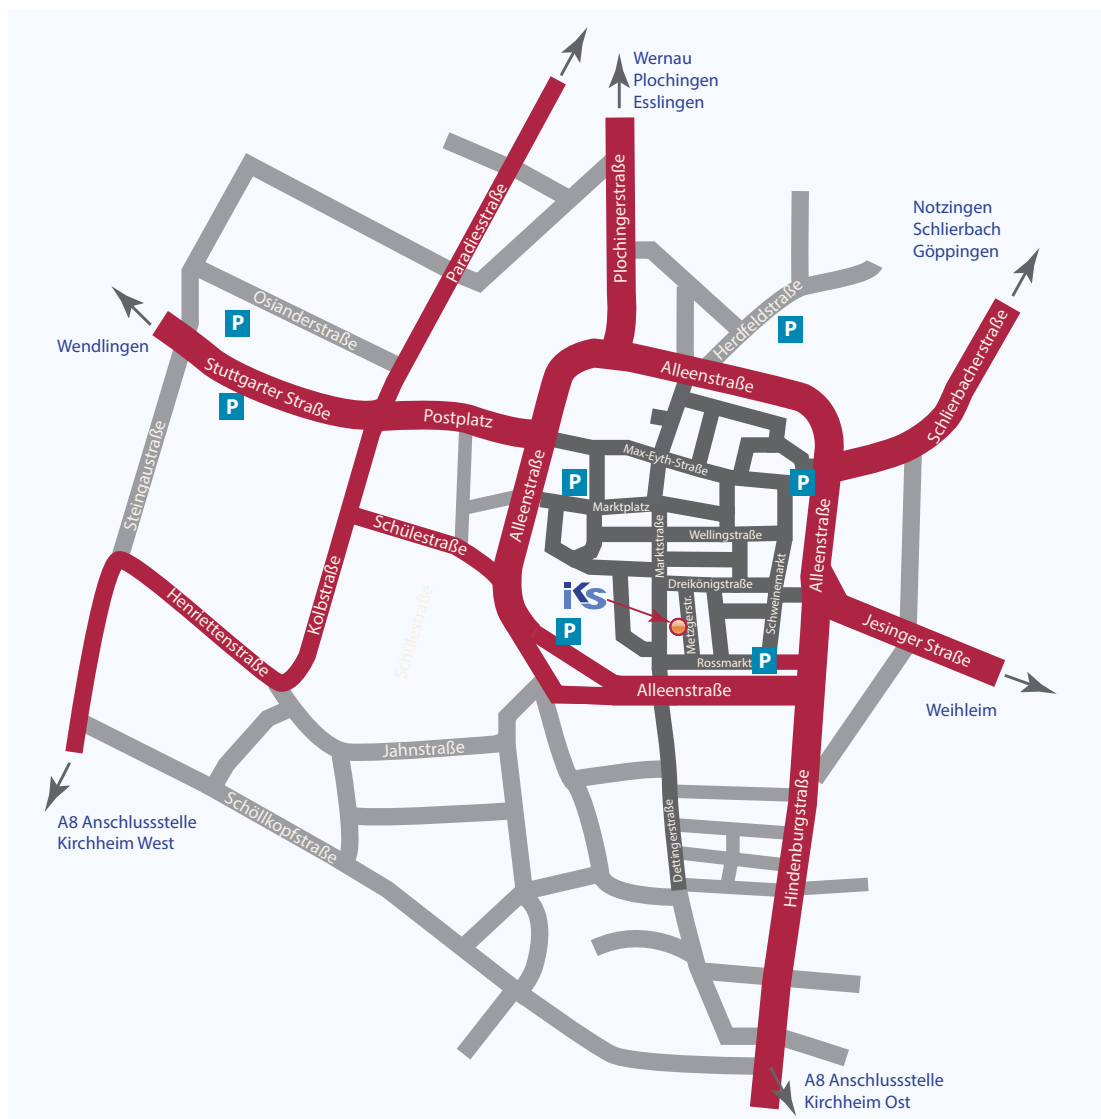 Wernau
Plochingen
Esslingen
Notzingen
Schlierbach
Göppingen
Paradiesstraße
Plochingerstraße
Osianderstraße
P
Herdfeldstraße
P
Wendlingen
Stuttgarter Straße
P
Postplatz
Alleenstraße
Schlierbacherstraße
Steingaustraße
Max-Eyth-Straße
P
P
Alleenstraße
Marktplatz
Schülestraße
Marktstraße
Wellingstraße
Alleenstraße
Dreikönigstraße
Schweinemarkt
Henriettenstraße
Kolbstraße
Schüllestraße
iKs
P
Metzgerstr.
Jesinger Straße
Rossmarkt
P
Alleenstraße
Weihleim
Jahnstraße
A8 Anschlussstelle
Kirchheim West
Schöllkopfstraße
Dettingerstraße
Hindenburgstraße
A8 Anschlussstelle
Kirchheim Ost